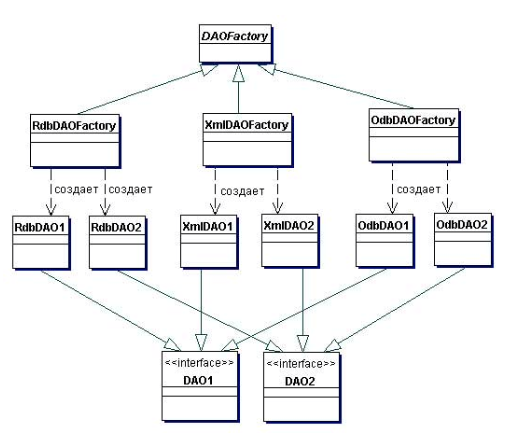 DAOFactory
RdbDAOFactory
XmlDAOFactory
OdbDAOFactory
создает
создает
создает
создает
RdbDAO1
RdbDAO2
XmlDAO1
XmlDAO2
OdbDAO1
OdbDAO2
<<interface>>
DAO1
<<interface>>
DAO2